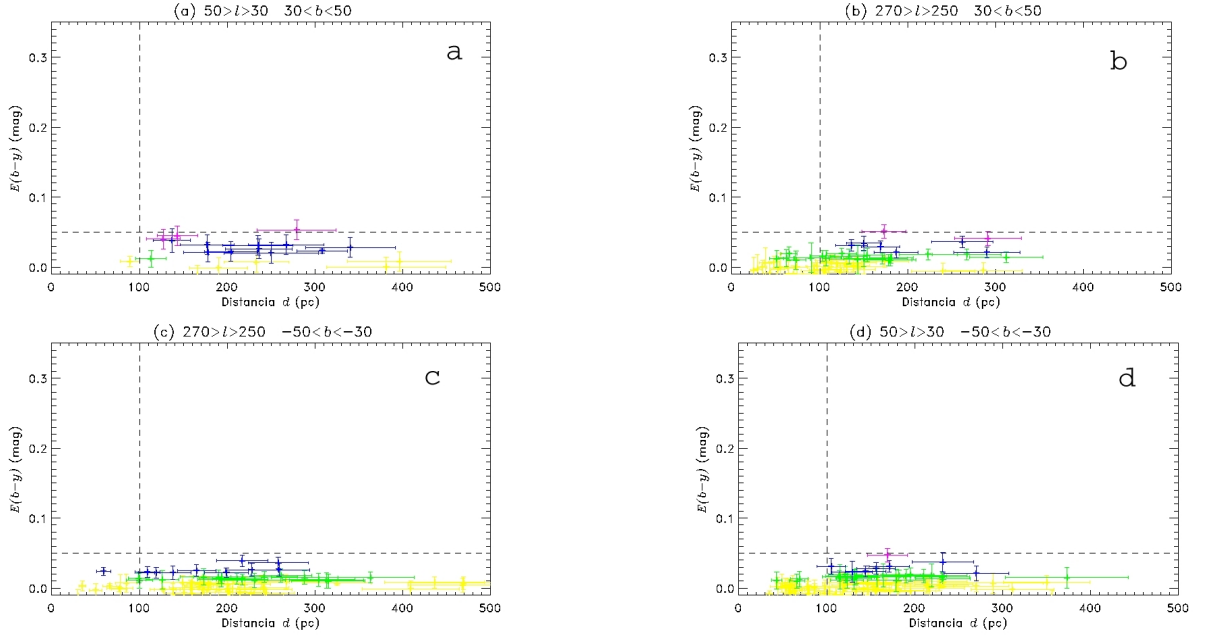 (a) 50>l>30 30<b<50
(b) 270>l>250 30<b<50
a
b
E(b−y) (mag)
0.3
0.2
0.1
0.0
0 100 200 300 400 500
Distancia d (pc)
E(b−y) (mag)
0.3
0.2
0.1
0.0
0 100 200 300 400 500
Distancia d (pc)
(c) 270>l>250 −50<b<−30
(d) 50>l>30 −50<b<−30
c
d
E(b−y) (mag)
0.3
0.2
0.1
0.0
0 100 200 300 400 500
Distancia d (pc)
E(b−y) (mag)
0.3
0.2
0.1
0.0
0 100 200 300 400 500
Distancia d (pc)